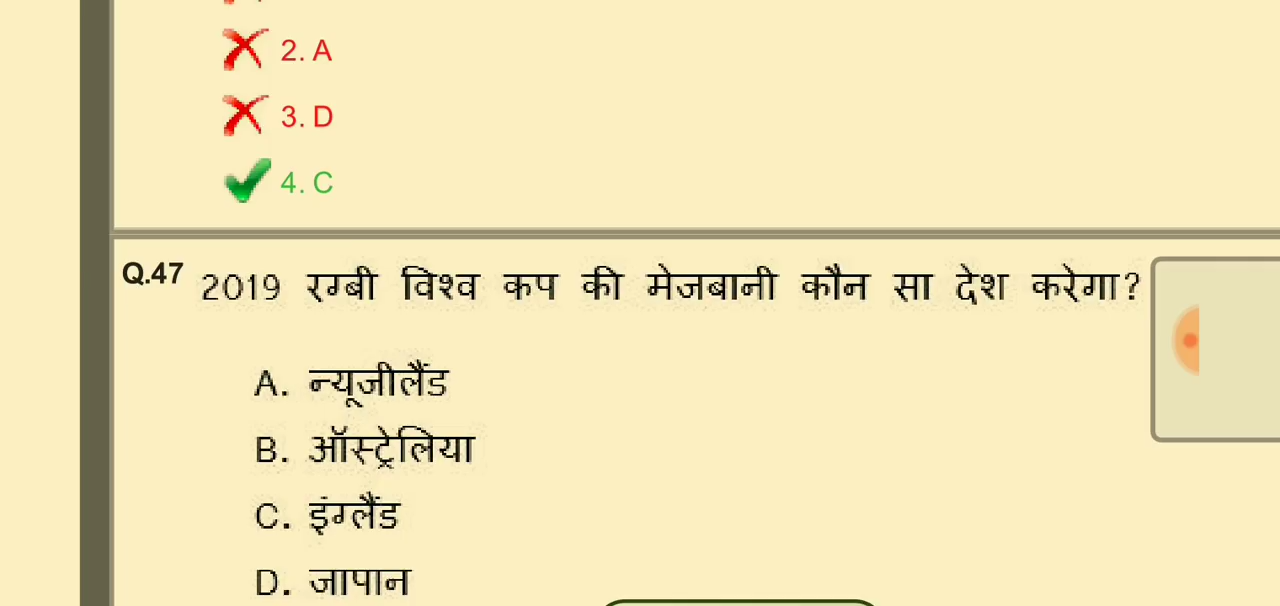 2. A
3. D
4. C
Q.47 2019 रग्बी विश्व कप की मेजबानी कौन सा देश करेगा?
A. न्यूजीलैंड
B. ऑस्ट्रेलिया
C. इंग्लैंड
D. जापान